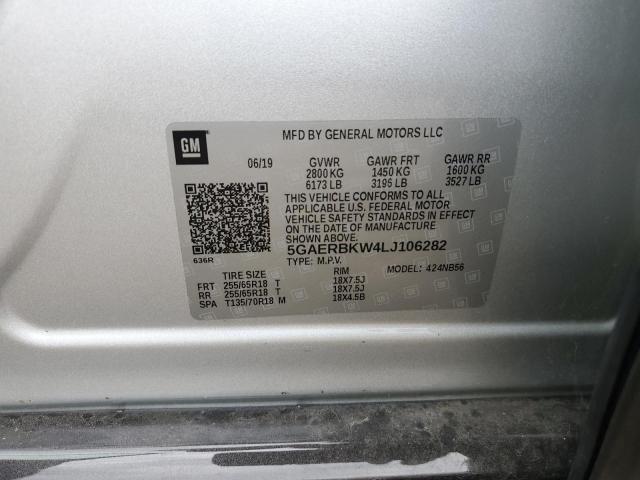 GM
MFD BY GENERAL MOTORS LLC
06/19 GVWR GAWR FRT GAWR RR
2800 KG 1450 KG 1600 KG
6173 LB 3196 LB 3527 LB
THIS VEHICLE CONFORMS TO ALL
APPLICABLE U.S. FEDERAL MOTOR
VEHICLE SAFETY STANDARDS IN EFFECT
ON THE DATE OF MANUFACTURE
SHOWN ABOVE.
636R 5GAERBKW4LJ106282
TYPE: M.P.V. MODEL: 424NB56
TIRE SIZE RIM
FRT 255/65R18 T 18X7.5J
RR 255/65R18 T 18X7.5J
SPA T135/70R18 M 18X4.5B